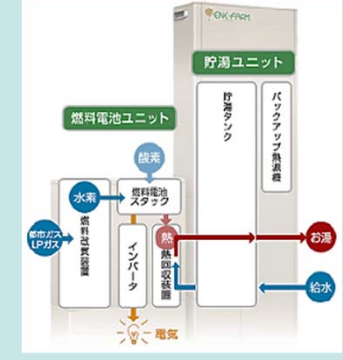 ENE・FARM
貯湯ユニット
燃料電池ユニット
貯湯タンク
バックアップ熱源機
酸素
水素
燃料電池
スタック
都市ガス
LPガス
燃料改質装置
インバータ
熱
熱回収装置
お湯
給水
電気